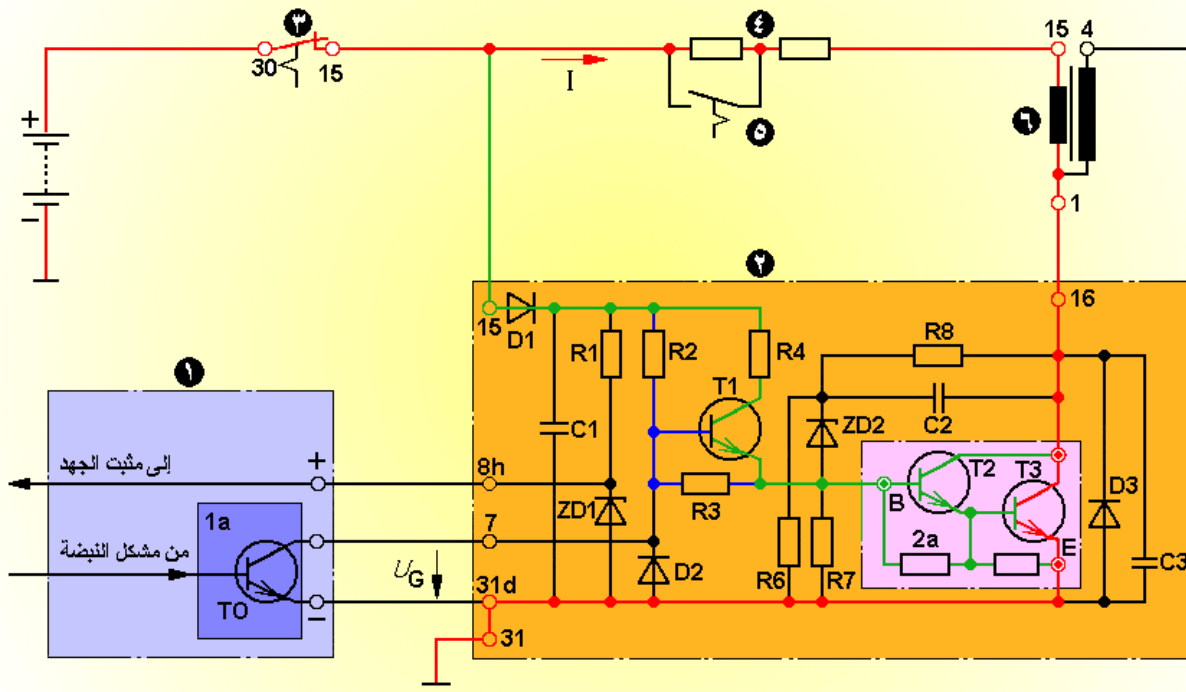 ٣
٤
15
4
30
15
I
٥
٦
+
−
1
٢
16
15
D1
R1
R2
R4
R8
T1
١
C1
ZD2
C2
+
إلى مثبت الجهد
8h
T2
T3
ZD1
R3
B
D3
1a
7
2a
E
من مشكل النبضة
D2
R6
R7
C3
UG
31d
TO
−
31